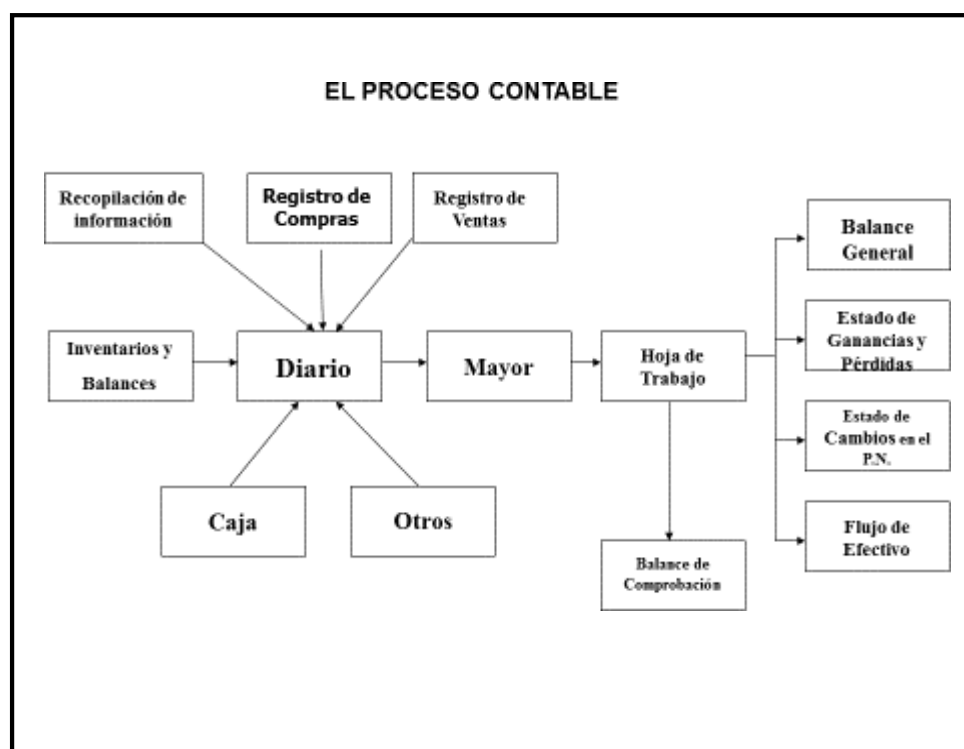 EL PROCESO CONTABLE
Recopilación de
información
Registro de
Compras
Registro de
Ventas
Inventarios y
Balances
Diario
Mayor
Hoja de
Trabajo
Balance
General
Estado de
Ganancias y
Pérdidas
Estado de
Cambios en el
P.N.
Flujo de
Efectivo
Caja
Otros
Balance de
Comprobación